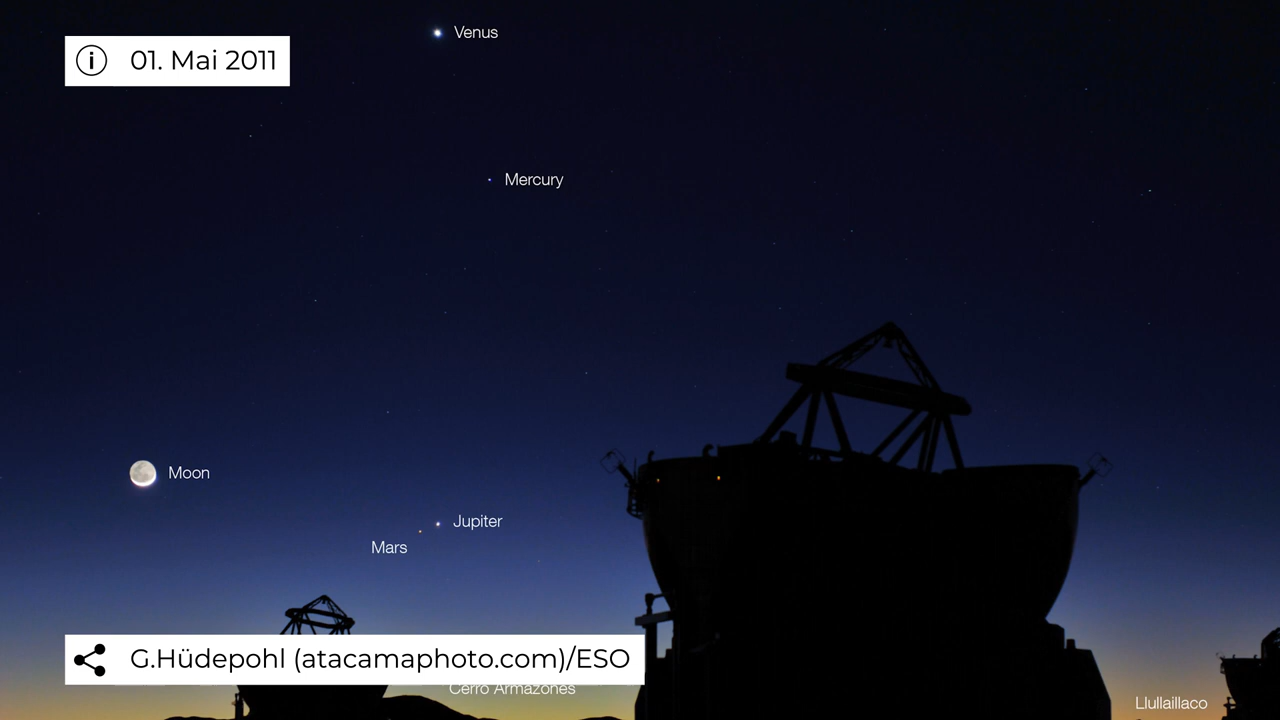 Venus
01. Mai 2011
Mercury
Moon
Jupiter
Mars
G.Hüdepohl (atacamaphoto.com)/ESO
Cerro Armazones
Llullaillaco